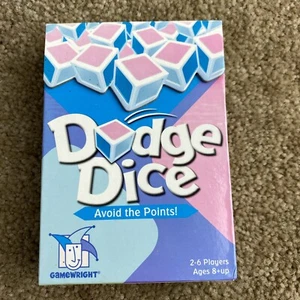 Dodge
Dice
Avoid the Points!
2-6 Players
Ages 8+up
GAMEWRIGHT®